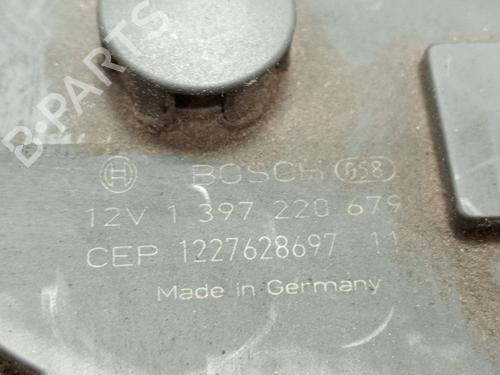 B-PARTS
BOSCH 658
12V 1 397 220 679
CEP 1227628697 11
Made in Germany